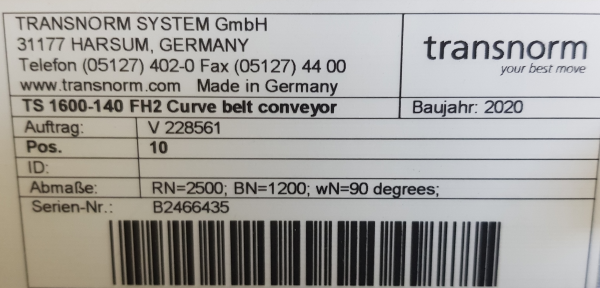 TRANSNORM SYSTEM GmbH
31177 HARSUM, GERMANY
Telefon (05127) 402-0 Fax (05127) 44 00
www.transnorm.com Made in Germany
transnorm
your best move
TS 1600-140 FH2 Curve belt conveyor
Baujahr: 2020
Auftrag: V 228561
Pos. 10
ID:
Abmaße: RN=2500; BN=1200; wN=90 degrees;
Serien-Nr.: B2466435